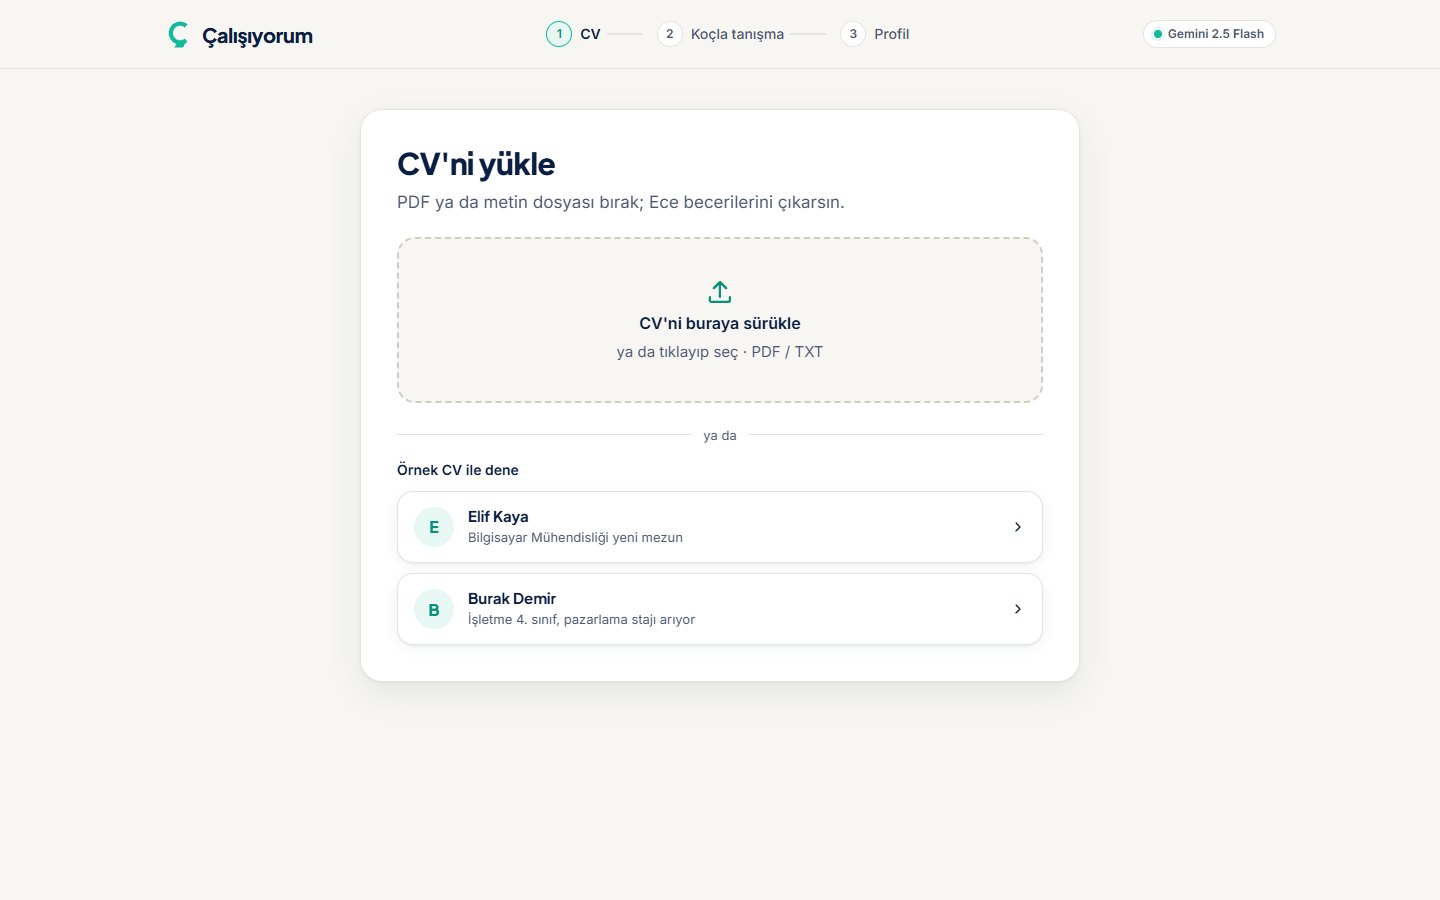 Çalışıyorum
1 CV 2 Koçla tanışma 3 Profil
Gemini 2.5 Flash
CV'ni yükle
PDF ya da metin dosyası bırak; Ece becerilerini çıkarsın.
CV'ni buraya sürükle
ya da tıklayıp seç · PDF / TXT
ya da
Örnek CV ile dene
E
Elif Kaya
Bilgisayar Mühendisliği yeni mezun
B
Burak Demir
İşletme 4. sınıf, pazarlama stajı arıyor